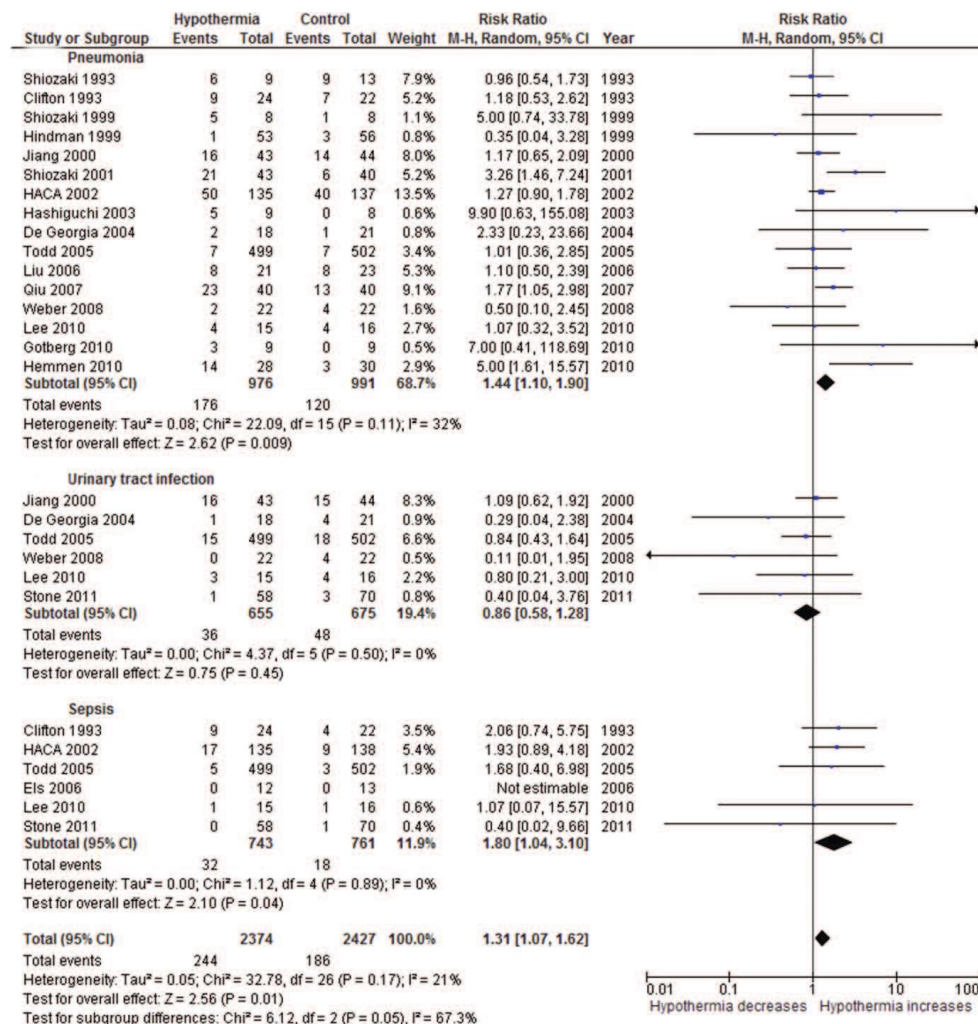 Hypothermia Control Risk Ratio Risk Ratio
Study or Subgroup Events Total Events Total Weight M-H, Random, 95% CI Year M-H, Random, 95% CI
Pneumonia
Shiozaki 1993 6 9 9 13 7.9% 0.96 [0.54, 1.73] 1993
Clifton 1993 9 24 7 22 5.2% 1.18 [0.53, 2.62] 1993
Shiozaki 1999 5 8 1 8 1.1% 5.00 [0.74, 33.78] 1999
Hindman 1999 1 53 3 56 0.8% 0.35 [0.04, 3.28] 1999
Jiang 2000 16 43 14 44 8.0% 1.17 [0.65, 2.09] 2000
Shiozaki 2001 21 43 6 40 5.2% 3.26 [1.46, 7.24] 2001
HACA 2002 50 135 40 137 13.5% 1.27 [0.90, 1.78] 2002
Hashiguchi 2003 5 9 0 8 0.6% 9.90 [0.63, 155.08] 2003
De Georgia 2004 2 18 1 21 0.8% 2.33 [0.23, 23.66] 2004
Todd 2005 7 499 7 502 3.4% 1.01 [0.36, 2.85] 2005
Liu 2006 8 21 8 23 5.3% 1.10 [0.50, 2.39] 2006
Qiu 2007 23 40 13 40 9.1% 1.77 [1.05, 2.98] 2007
Weber 2008 2 22 4 22 1.6% 0.50 [0.10, 2.45] 2008
Lee 2010 4 15 4 16 2.7% 1.07 [0.32, 3.52] 2010
Gotberg 2010 3 9 0 9 0.5% 7.00 [0.41, 118.69] 2010
Hemmen 2010 14 28 3 30 2.9% 5.00 [1.61, 15.57] 2010
Subtotal (95% CI) 976 991 68.7% 1.44 [1.10, 1.90]
Total events 176 120
Heterogeneity: Tau² = 0.08; Chi² = 22.09, df = 15 (P = 0.11); I² = 32%
Test for overall effect: Z = 2.62 (P = 0.009)
Urinary tract infection
Jiang 2000 16 43 15 44 8.3% 1.09 [0.62, 1.92] 2000
De Georgia 2004 1 18 4 21 0.9% 0.29 [0.04, 2.38] 2004
Todd 2005 15 499 18 502 6.6% 0.84 [0.43, 1.64] 2005
Weber 2008 0 22 4 22 0.5% 0.11 [0.01, 1.95] 2008
Lee 2010 3 15 4 16 2.2% 0.80 [0.21, 3.00] 2010
Stone 2011 1 58 3 70 0.8% 0.40 [0.04, 3.76] 2011
Subtotal (95% CI) 655 675 19.4% 0.86 [0.58, 1.28]
Total events 36 48
Heterogeneity: Tau² = 0.00; Chi² = 4.37, df = 5 (P = 0.50); I² = 0%
Test for overall effect: Z = 0.75 (P = 0.45)
Sepsis
Clifton 1993 9 24 4 22 3.5% 2.06 [0.74, 5.75] 1993
HACA 2002 17 135 9 138 5.4% 1.93 [0.89, 4.18] 2002
Todd 2005 5 499 3 502 1.9% 1.68 [0.40, 6.98] 2005
Els 2006 0 12 0 13 Not estimable 2006
Lee 2010 1 15 1 16 0.6% 1.07 [0.07, 15.57] 2010
Stone 2011 0 58 1 70 0.4% 0.40 [0.02, 9.66] 2011
Subtotal (95% CI) 743 761 11.9% 1.80 [1.04, 3.10]
Total events 32 18
Heterogeneity: Tau² = 0.00; Chi² = 1.12, df = 4 (P = 0.89); I² = 0%
Test for overall effect: Z = 2.10 (P = 0.04)
Total (95% CI) 2374 2427 100.0% 1.31 [1.07, 1.62]
Total events 244 186
Heterogeneity: Tau² = 0.05; Chi² = 32.78, df = 26 (P = 0.17); I² = 21%
Test for overall effect: Z = 2.56 (P = 0.01)
Test for subgroup differences: Chi² = 6.12, df = 2 (P = 0.05), I² = 67.3%
0.01 0.1 1 10 100
Hypothermia decreases Hypothermia increases